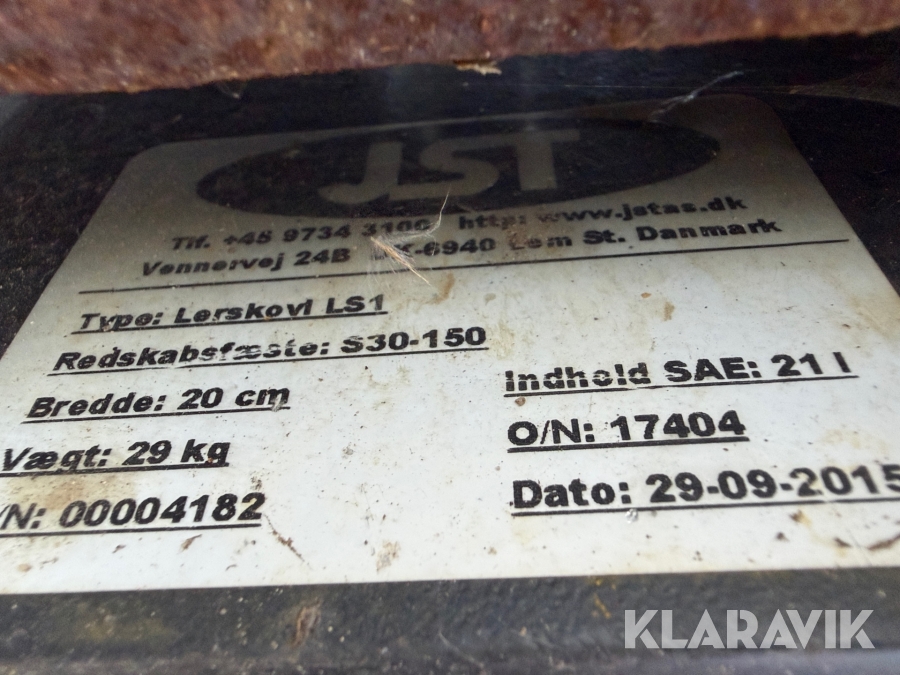 JST
Tlf. +45 9734 3100 http: www.jstas.dk
Vennervej 24B DK-6940 Lem St. Danmark
Type: Lerskovl LS1
Redskabsfæste: S30-150
Bredde: 20 cm
Indhold SAE: 21 l
Vægt: 29 kg
O/N: 17404
/N: 00004182
Dato: 29-09-2015
KLARAVIK